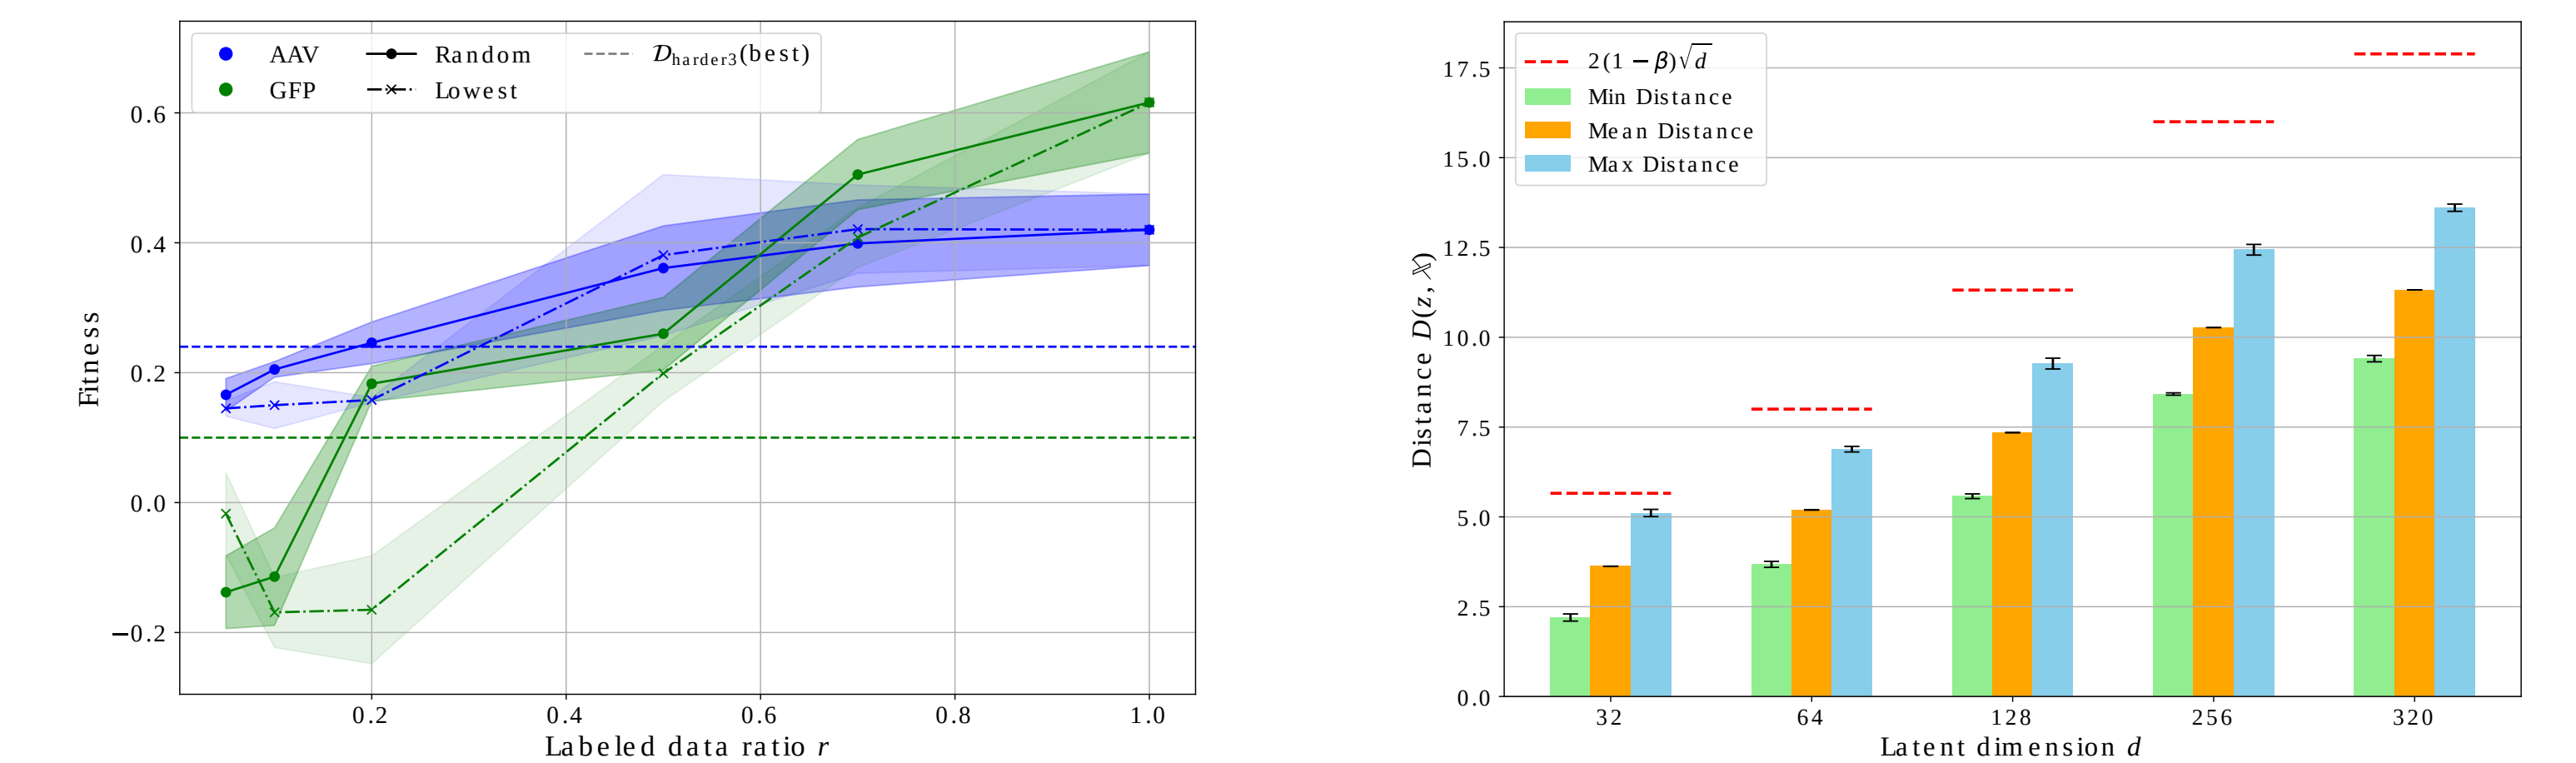 AAV
GFP
Random
Lowest
𝒟harder3(best)
Fitness
0.6
0.4
0.2
0.0
−0.2
0.2 0.4 0.6 0.8 1.0
Labeled data ratio r
2(1 − β)√d
Min Distance
Mean Distance
Max Distance
Distance D(z, 𝕏)
17.5
15.0
12.5
10.0
7.5
5.0
2.5
0.0
32 64 128 256 320
Latent dimension d